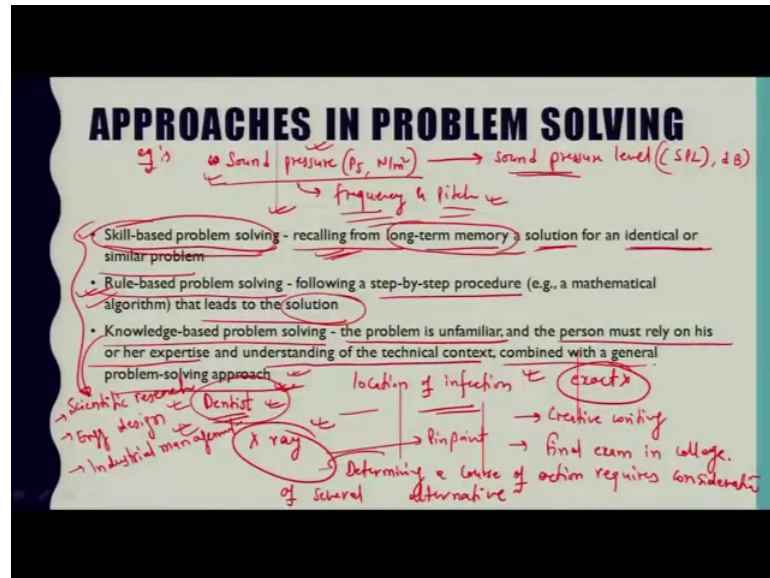 APPROACHES IN PROBLEM SOLVING
eg's Sound pressure (Ps, N/m²) → sound pressure level (SPL), dB)
↳ frequency & Pitch
• Skill-based problem solving - recalling from long-term memory a solution for an identical or
similar problem
• Rule-based problem solving - following a step-by-step procedure (e.g., a mathematical
algorithm) that leads to the solution
• Knowledge-based problem solving - the problem is unfamiliar, and the person must rely on his
or her expertise and understanding of the technical context, combined with a general
problem-solving approach
→ Scientific research
→ Engg design
→ Industrial management
Dentist
X ray
location of infection
exact x
→ Pinpoint
→ Creative writing
→ Final exam in college.
→ Determining a course of action requires considerati
of several alternative